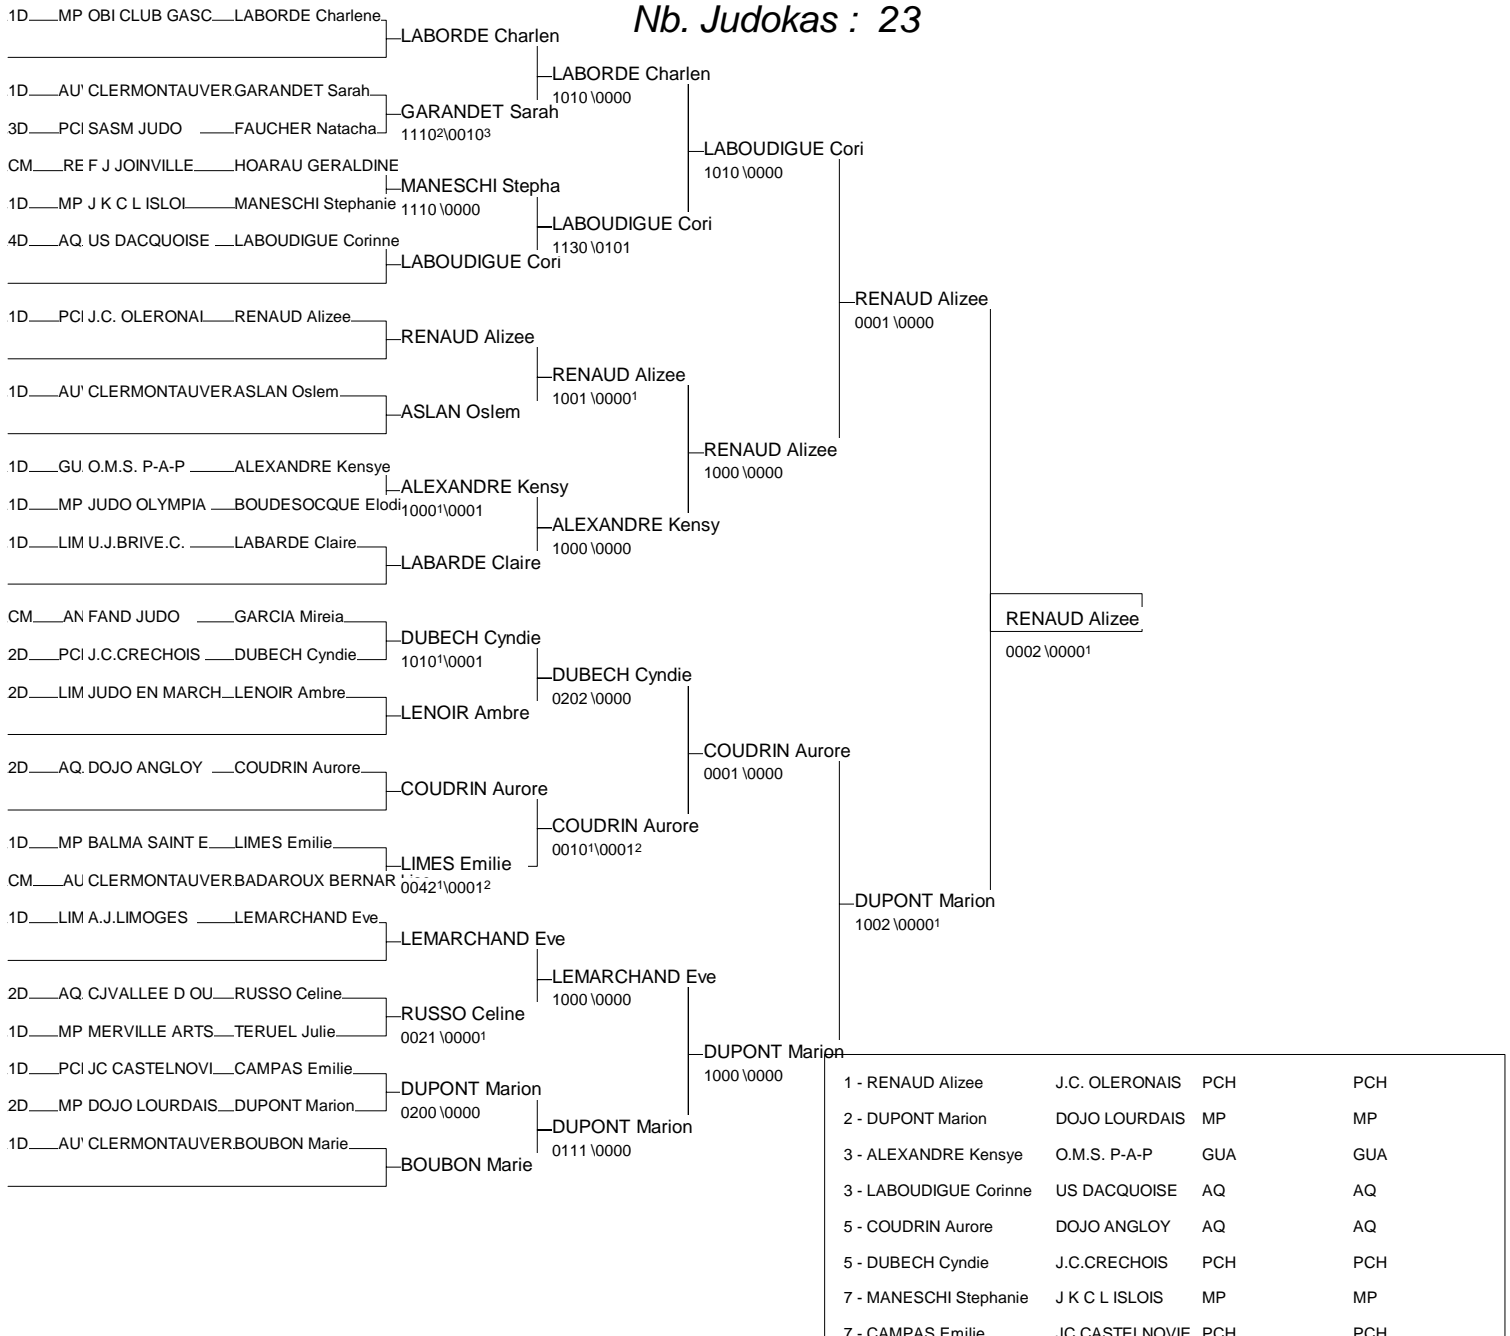 Nb. Judokas : 23
1D MP OBI CLUB GASC LABORDE Charlene
LABORDE Charlen
LABORDE Charlen
1010 \0000
1D AU CLERMONTAUVER GARANDET Sarah
GARANDET Sarah
1110² \0010³
3D PCI SASM JUDO FAUCHER Natacha
LABOUDIGUE Cori
1010 \0000
CM RE F J JOINVILLE HOARAU GERALDINE
MANESCHI Stepha
1110 \0000
1D MP J K C L ISLOI MANESCHI Stephanie
LABOUDIGUE Cori
1130 \0101
4D AQ US DACQUOISE LABOUDIGUE Corinne
LABOUDIGUE Cori
RENAUD Alizee
0001 \0000
1D PCI J.C. OLERONAI RENAUD Alizee
RENAUD Alizee
RENAUD Alizee
1001 \0000¹
1D AU CLERMONTAUVER ASLAN Oslem
ASLAN Oslem
RENAUD Alizee
1000 \0000
1D GU O.M.S. P-A-P ALEXANDRE Kensye
ALEXANDRE Kensy
1000¹ \0001
1D MP JUDO OLYMPIA BOUDESOCQUE Elodi
ALEXANDRE Kensy
1000 \0000
1D LIM U.J.BRIVE.C. LABARDE Claire
LABARDE Claire
CM AN FAND JUDO GARCIA Mireia
RENAUD Alizee
0002 \0000¹
DUBECH Cyndie
1010¹ \0001
2D PCI J.C.CRECHOIS DUBECH Cyndie
DUBECH Cyndie
0202 \0000
2D LIM JUDO EN MARCH LENOIR Ambre
LENOIR Ambre
COUDRIN Aurore
0001 \0000
2D AQ DOJO ANGLOY COUDRIN Aurore
COUDRIN Aurore
COUDRIN Aurore
0010¹ \0001²
1D MP BALMA SAINT E LIMES Emilie
LIMES Emilie
0042¹ \0001²
CM AU CLERMONTAUVER BADAROUX BERNAR
DUPONT Marion
1002 \0000¹
1D LIM A.J.LIMOGES LEMARCHAND Eve
LEMARCHAND Eve
LEMARCHAND Eve
1000 \0000
2D AQ CJVALLEE D OU RUSSO Celine
RUSSO Celine
0021 \0000¹
1D MP MERVILLE ARTS TERUEL Julie
DUPONT Marion
1000 \0000
1D PCI JC CASTELNOVI CAMPAS Emilie
DUPONT Marion
0200 \0000
2D MP DOJO LOURDAIS DUPONT Marion
DUPONT Marion
0111 \0000
1D AU CLERMONTAUVER BOUBON Marie
BOUBON Marie
1 - RENAUD Alizee J.C. OLERONAIS PCH PCH
2 - DUPONT Marion DOJO LOURDAIS MP MP
3 - ALEXANDRE Kensye O.M.S. P-A-P GUA GUA
3 - LABOUDIGUE Corinne US DACQUOISE AQ AQ
5 - COUDRIN Aurore DOJO ANGLOY AQ AQ
5 - DUBECH Cyndie J.C.CRECHOIS PCH PCH
7 - MANESCHI Stephanie J K C L ISLOIS MP MP
7 - CAMPAS Emilie JC CASTELNOVIE PCH PCH